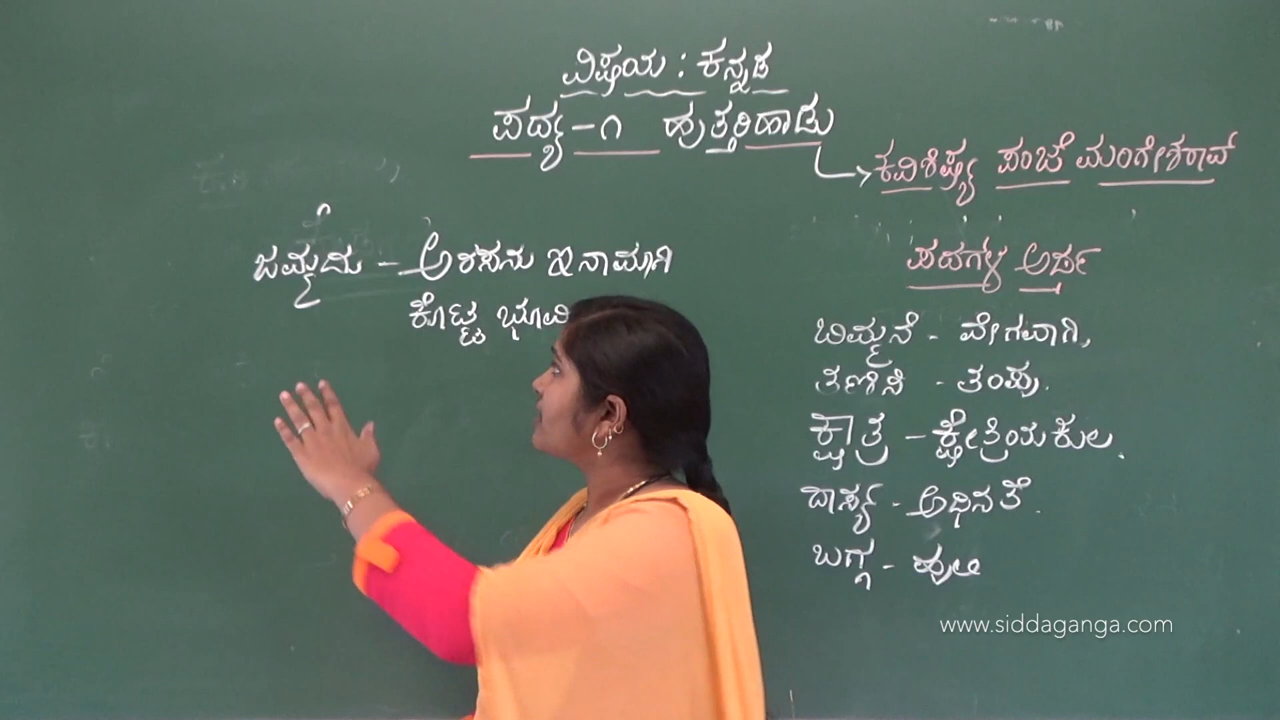 ವಿಷಯ : ಕನ್ನಡ
ಪದ್ಯ-೧ ಹುತ್ತರಿಹಾಡು
ಕವಿಶಿಷ್ಯ ಪಂಜೆ ಮಂಗೇಶರಾವ್
ಜಮ್ಮದು - ಅರಸನು ಇನಾಮಾಗಿ
ಕೊಟ್ಟ
ಪದಗಳ ಅರ್ಥ
ಬಿಮ್ಮನೆ - ವೇಗವಾಗಿ,
ತಣಿಸಿ - ತಂಪು.
ಕ್ಷಾತ್ರ - ಕ್ಷೇತ್ರಿಯಕುಲ.
ದಾರ್ಸ್ಯ - ಅಧಿನತೆ.
ಬಗ್ಗ - ಹುಲಿ
www.siddaganga.com